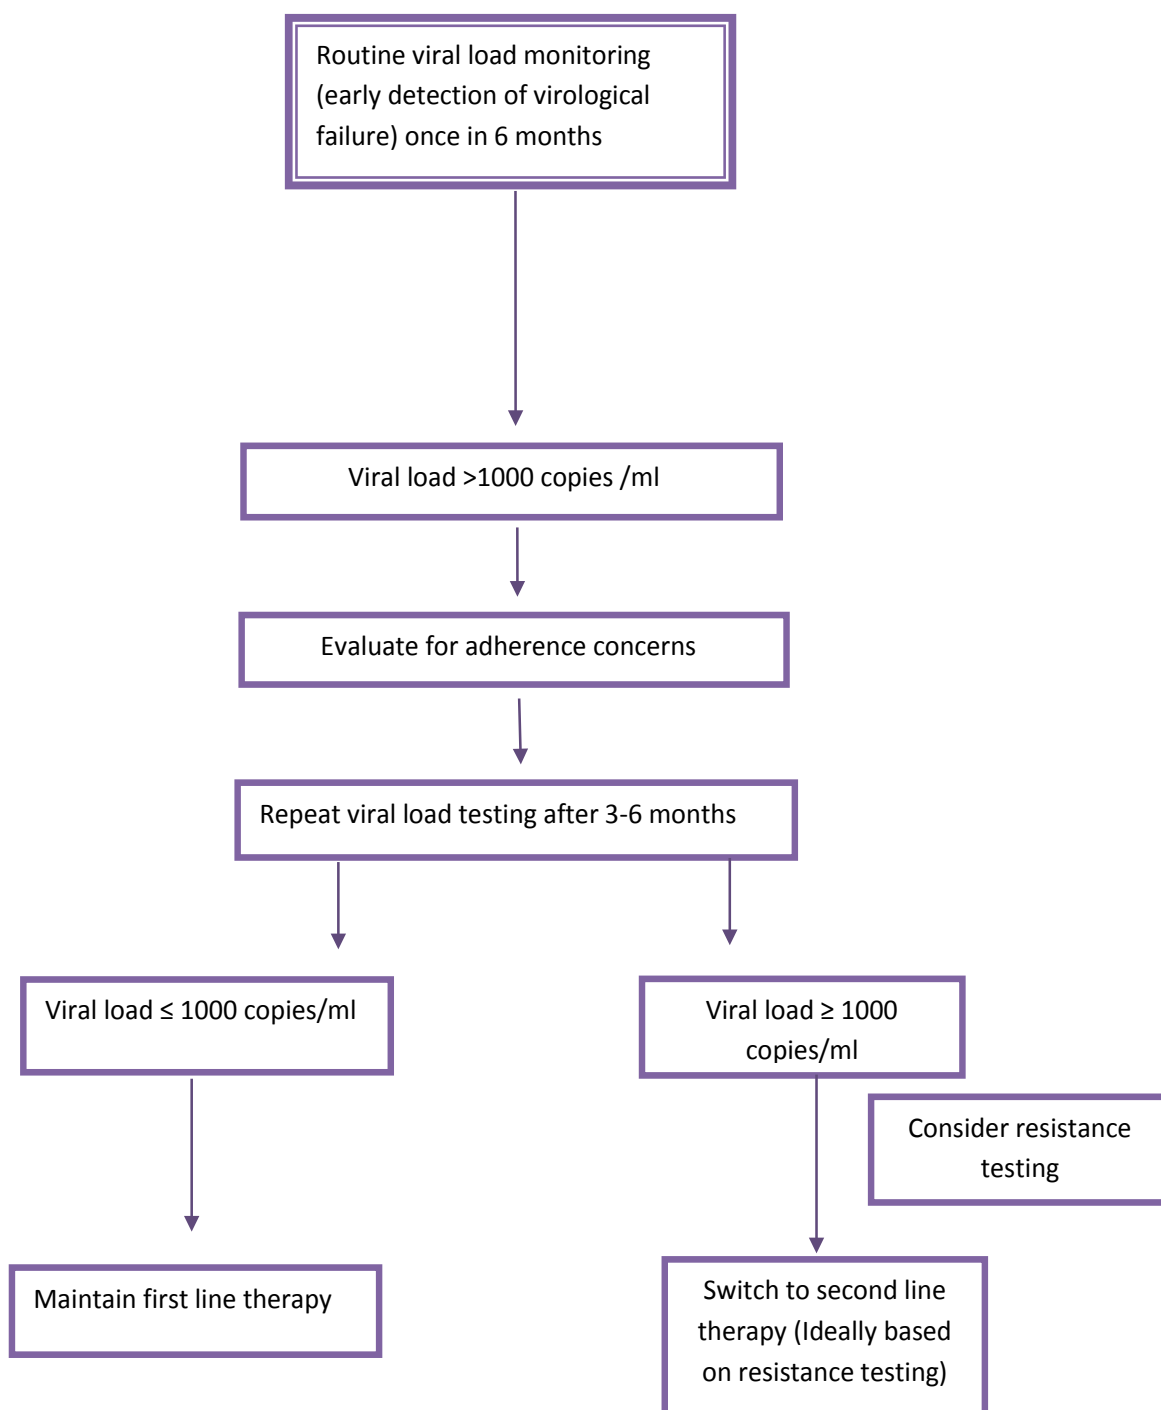 Routine viral load monitoring
(early detection of virological
failure) once in 6 months
Viral load >1000 copies /ml
Evaluate for adherence concerns
Repeat viral load testing after 3-6 months
Viral load ≤ 1000 copies/ml
Viral load ≥ 1000
copies/ml
Consider resistance
testing
Maintain first line therapy
Switch to second line
therapy (Ideally based
on resistance testing)